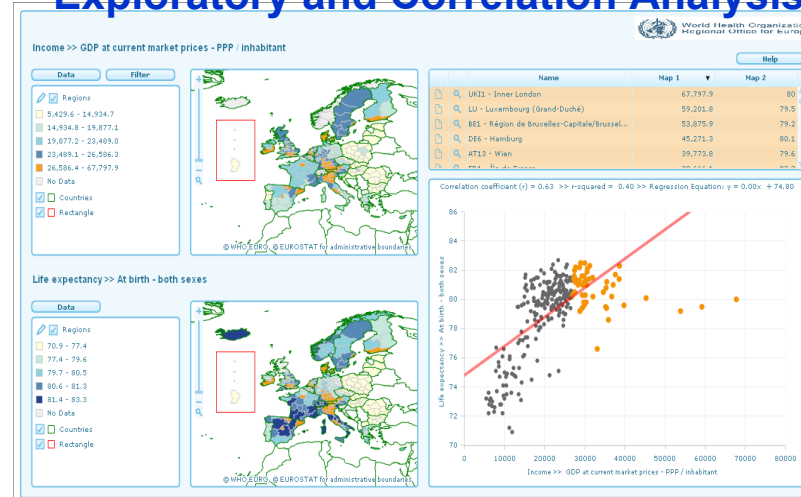 Exploratory and Correlation Analysis
World Health Organization
Regional Office for Europe
Income >> GDP at current market prices - PPP / inhabitant
Help
Data
Filter
Regions
5,429.6 - 14,934.7
14,934.8 - 19,877.1
19,877.2 - 23,489.0
23,489.1 - 26,586.3
26,586.4 - 67,797.9
No Data
Countries
Rectangle
© WHO EURO, © EUROSTAT for administrative boundaries
Name Map 1 ▼ Map 2
UKI1 - Inner London 67,797.9 80
LU - Luxembourg (Grand-Duché) 59,201.8 79.5
BE1 - Région de Bruxelles-Capitale/Brussel... 53,875.9 79.2
DE6 - Hamburg 45,271.3 80.1
AT13 - Wien 39,773.8 79.6
Correlation coefficient (r) = 0.63 >> r-squared = 0.40 >> Regression Equation: y = 0.00x + 74.80
Life expectancy >> At birth - both sexes
Data
Regions
70.9 - 77.4
77.4 - 79.6
79.7 - 80.5
80.6 - 81.3
81.4 - 83.3
No Data
Countries
Rectangle
© WHO EURO, © EUROSTAT for administrative boundaries
Life expectancy >> At birth - both sexes
86
84
82
80
78
76
74
72
70
0 10000 20000 30000 40000 50000 60000 70000 80000
Income >> GDP at current market prices - PPP / inhabitant